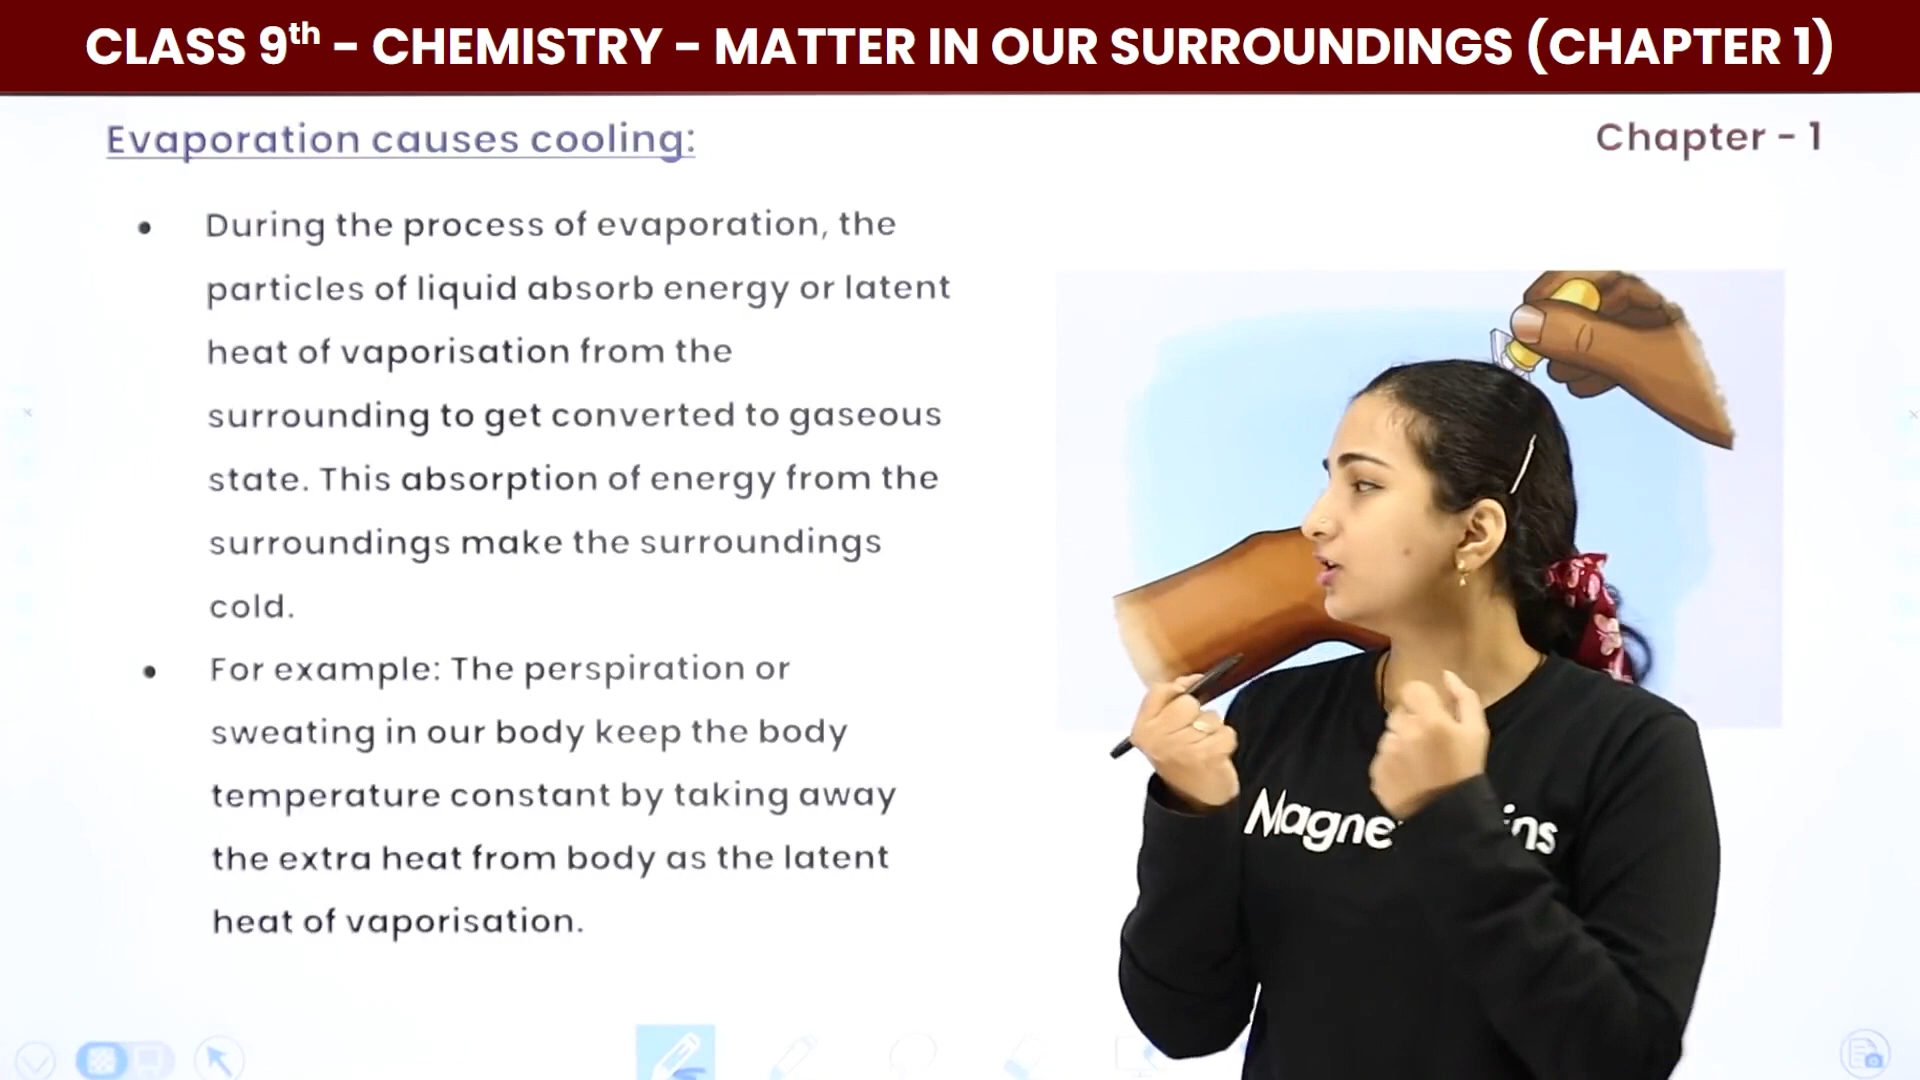 CLASS 9th – CHEMISTRY – MATTER IN OUR SURROUNDINGS (CHAPTER 1)
Evaporation causes cooling:
Chapter - 1
• During the process of evaporation, the
particles of liquid absorb energy or latent
heat of vaporisation from the
surrounding to get converted to gaseous
state. This absorption of energy from the
surroundings make the surroundings
cold.
• For example: The perspiration or
sweating in our body keep the body
temperature constant by taking away
the extra heat from body as the latent
heat of vaporisation.